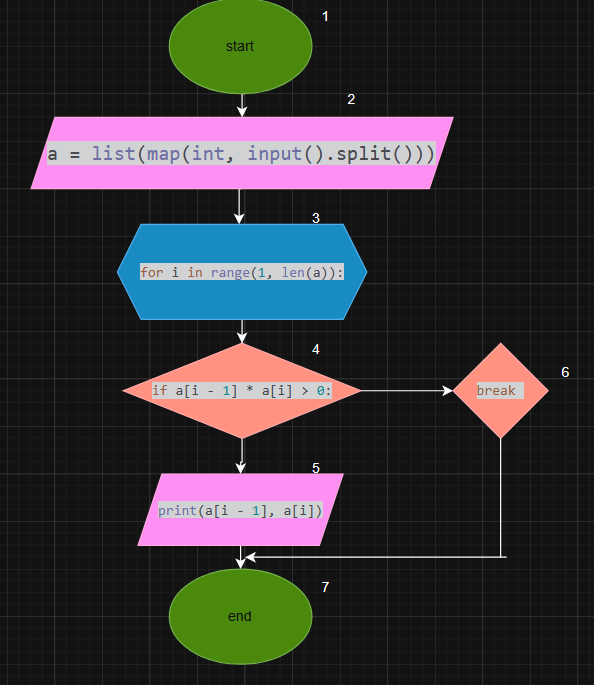 1
start
2
a = list(map(int, input().split()))
3
for i in range(1, len(a)):
4
if a[i - 1] * a[i] > 0:
6
break
5
print(a[i - 1], a[i])
7
end